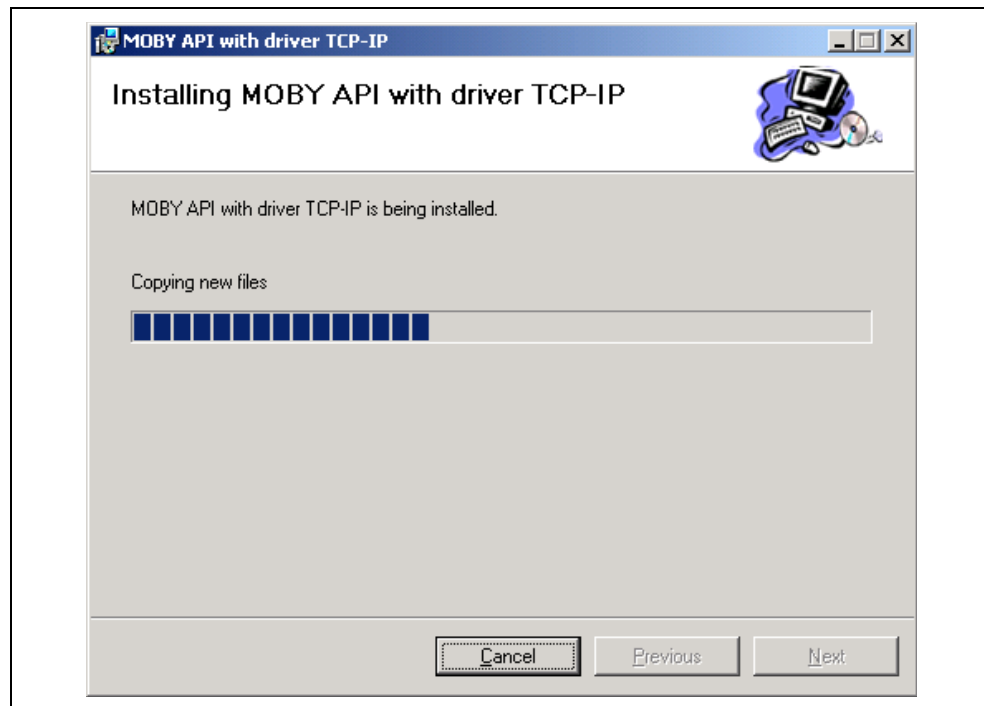 MOBY API with driver TCP-IP
Installing MOBY API with driver TCP-IP
MOBY API with driver TCP-IP is being installed.
Copying new files
Cancel
Previous
Next